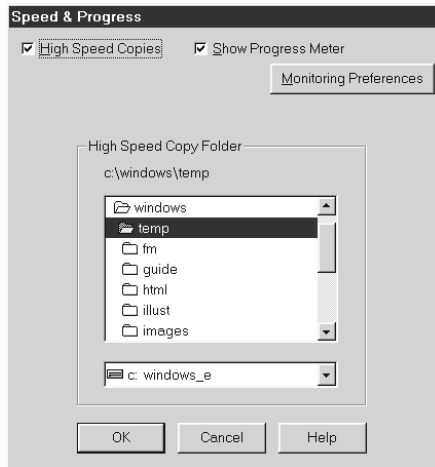 Speed & Progress
High Speed Copies Show Progress Meter
Monitoring Preferences
High Speed Copy Folder
c:\windows\temp
windows
temp
fm
guide
html
illust
images
c: windows_e
OK Cancel Help